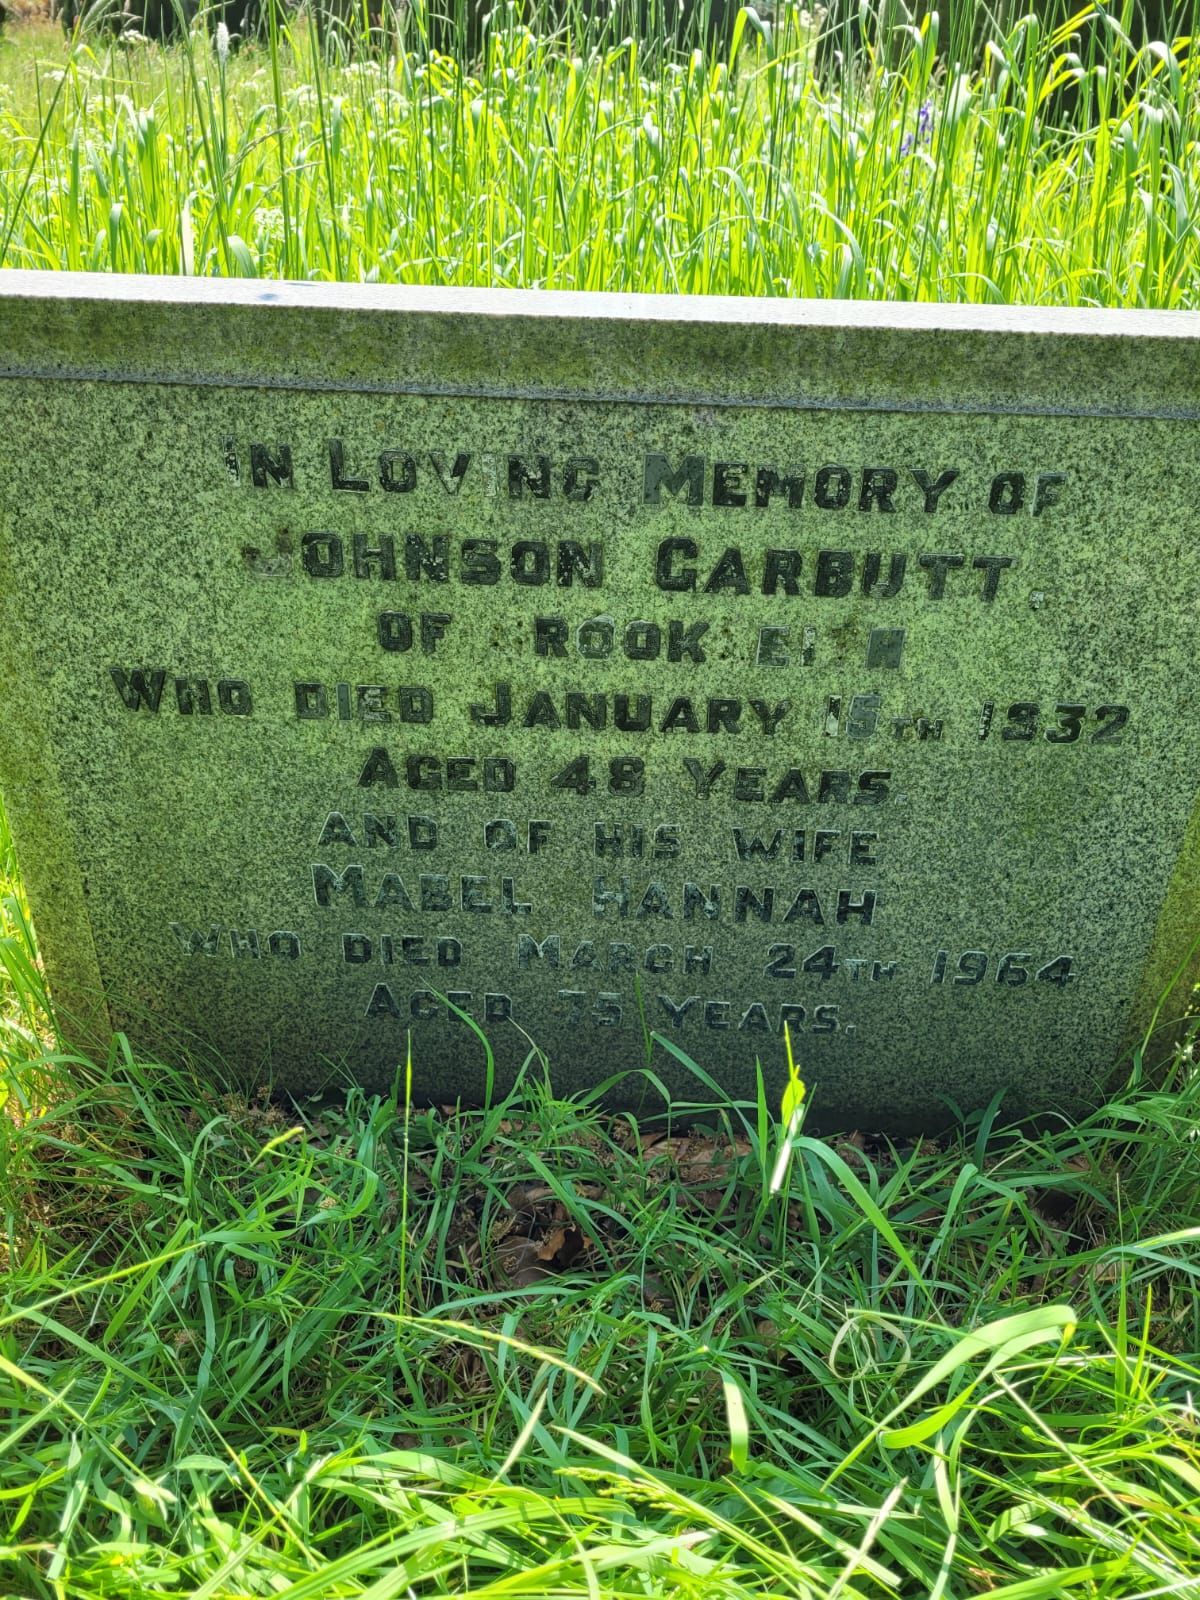 IN LOVING MEMORY OF
JOHNSON GARBUTT.
OF
WHO DIED JANUARY 15TH 1932
AGED 48 YEARS.
AND OF HIS WIFE
MABEL HANNAH
WHO DIED MARCH 24TH 1964
AGED 75 YEARS.